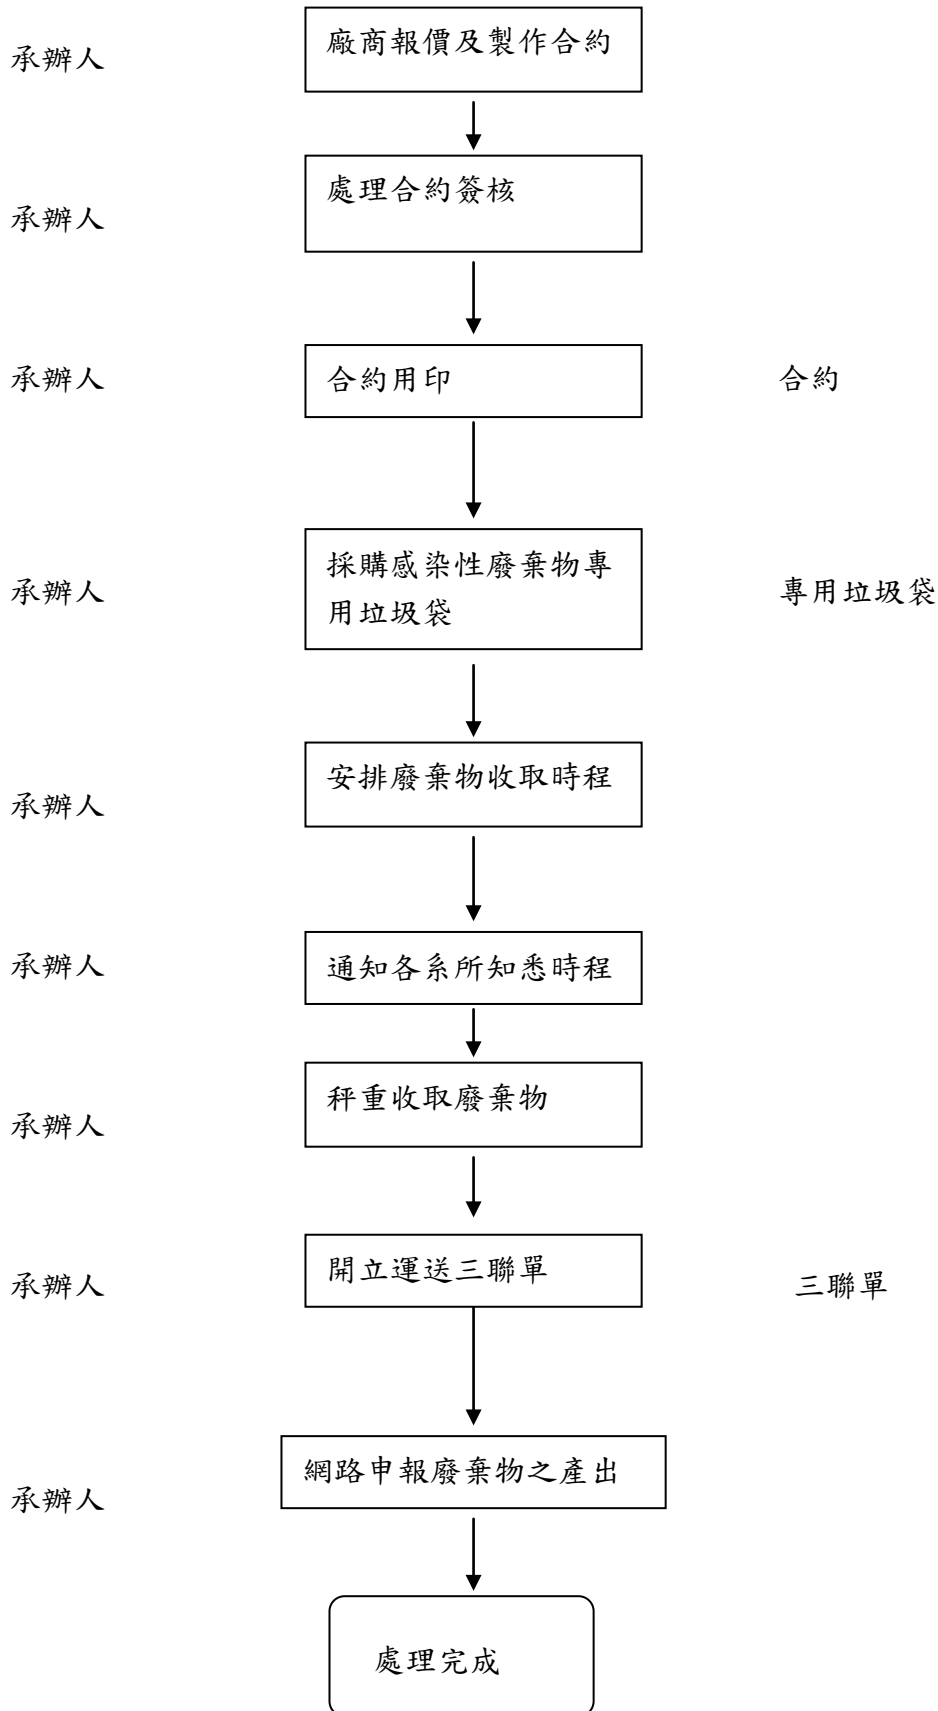 承辦人
廠商報價及製作合約
承辦人
處理合約簽核
承辦人
合約用印
合約
承辦人
採購感染性廢棄物專
用垃圾袋
專用垃圾袋
承辦人
安排廢棄物收取時程
承辦人
通知各系所知悉時程
承辦人
秤重收取廢棄物
承辦人
開立運送三聯單
三聯單
承辦人
網路申報廢棄物之產出
處理完成